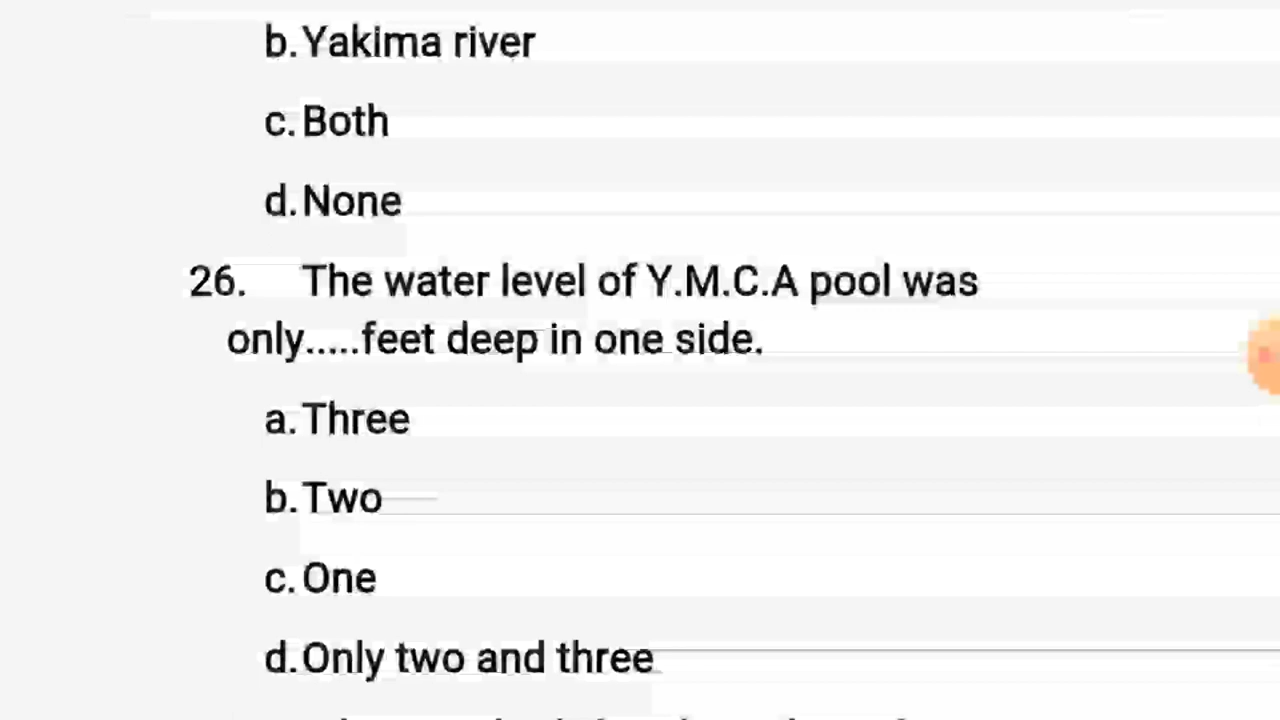 b. Yakima river
c. Both
d. None
26. The water level of Y.M.C.A pool was
only.....feet deep in one side.
a. Three
b. Two
c. One
d. Only two and three